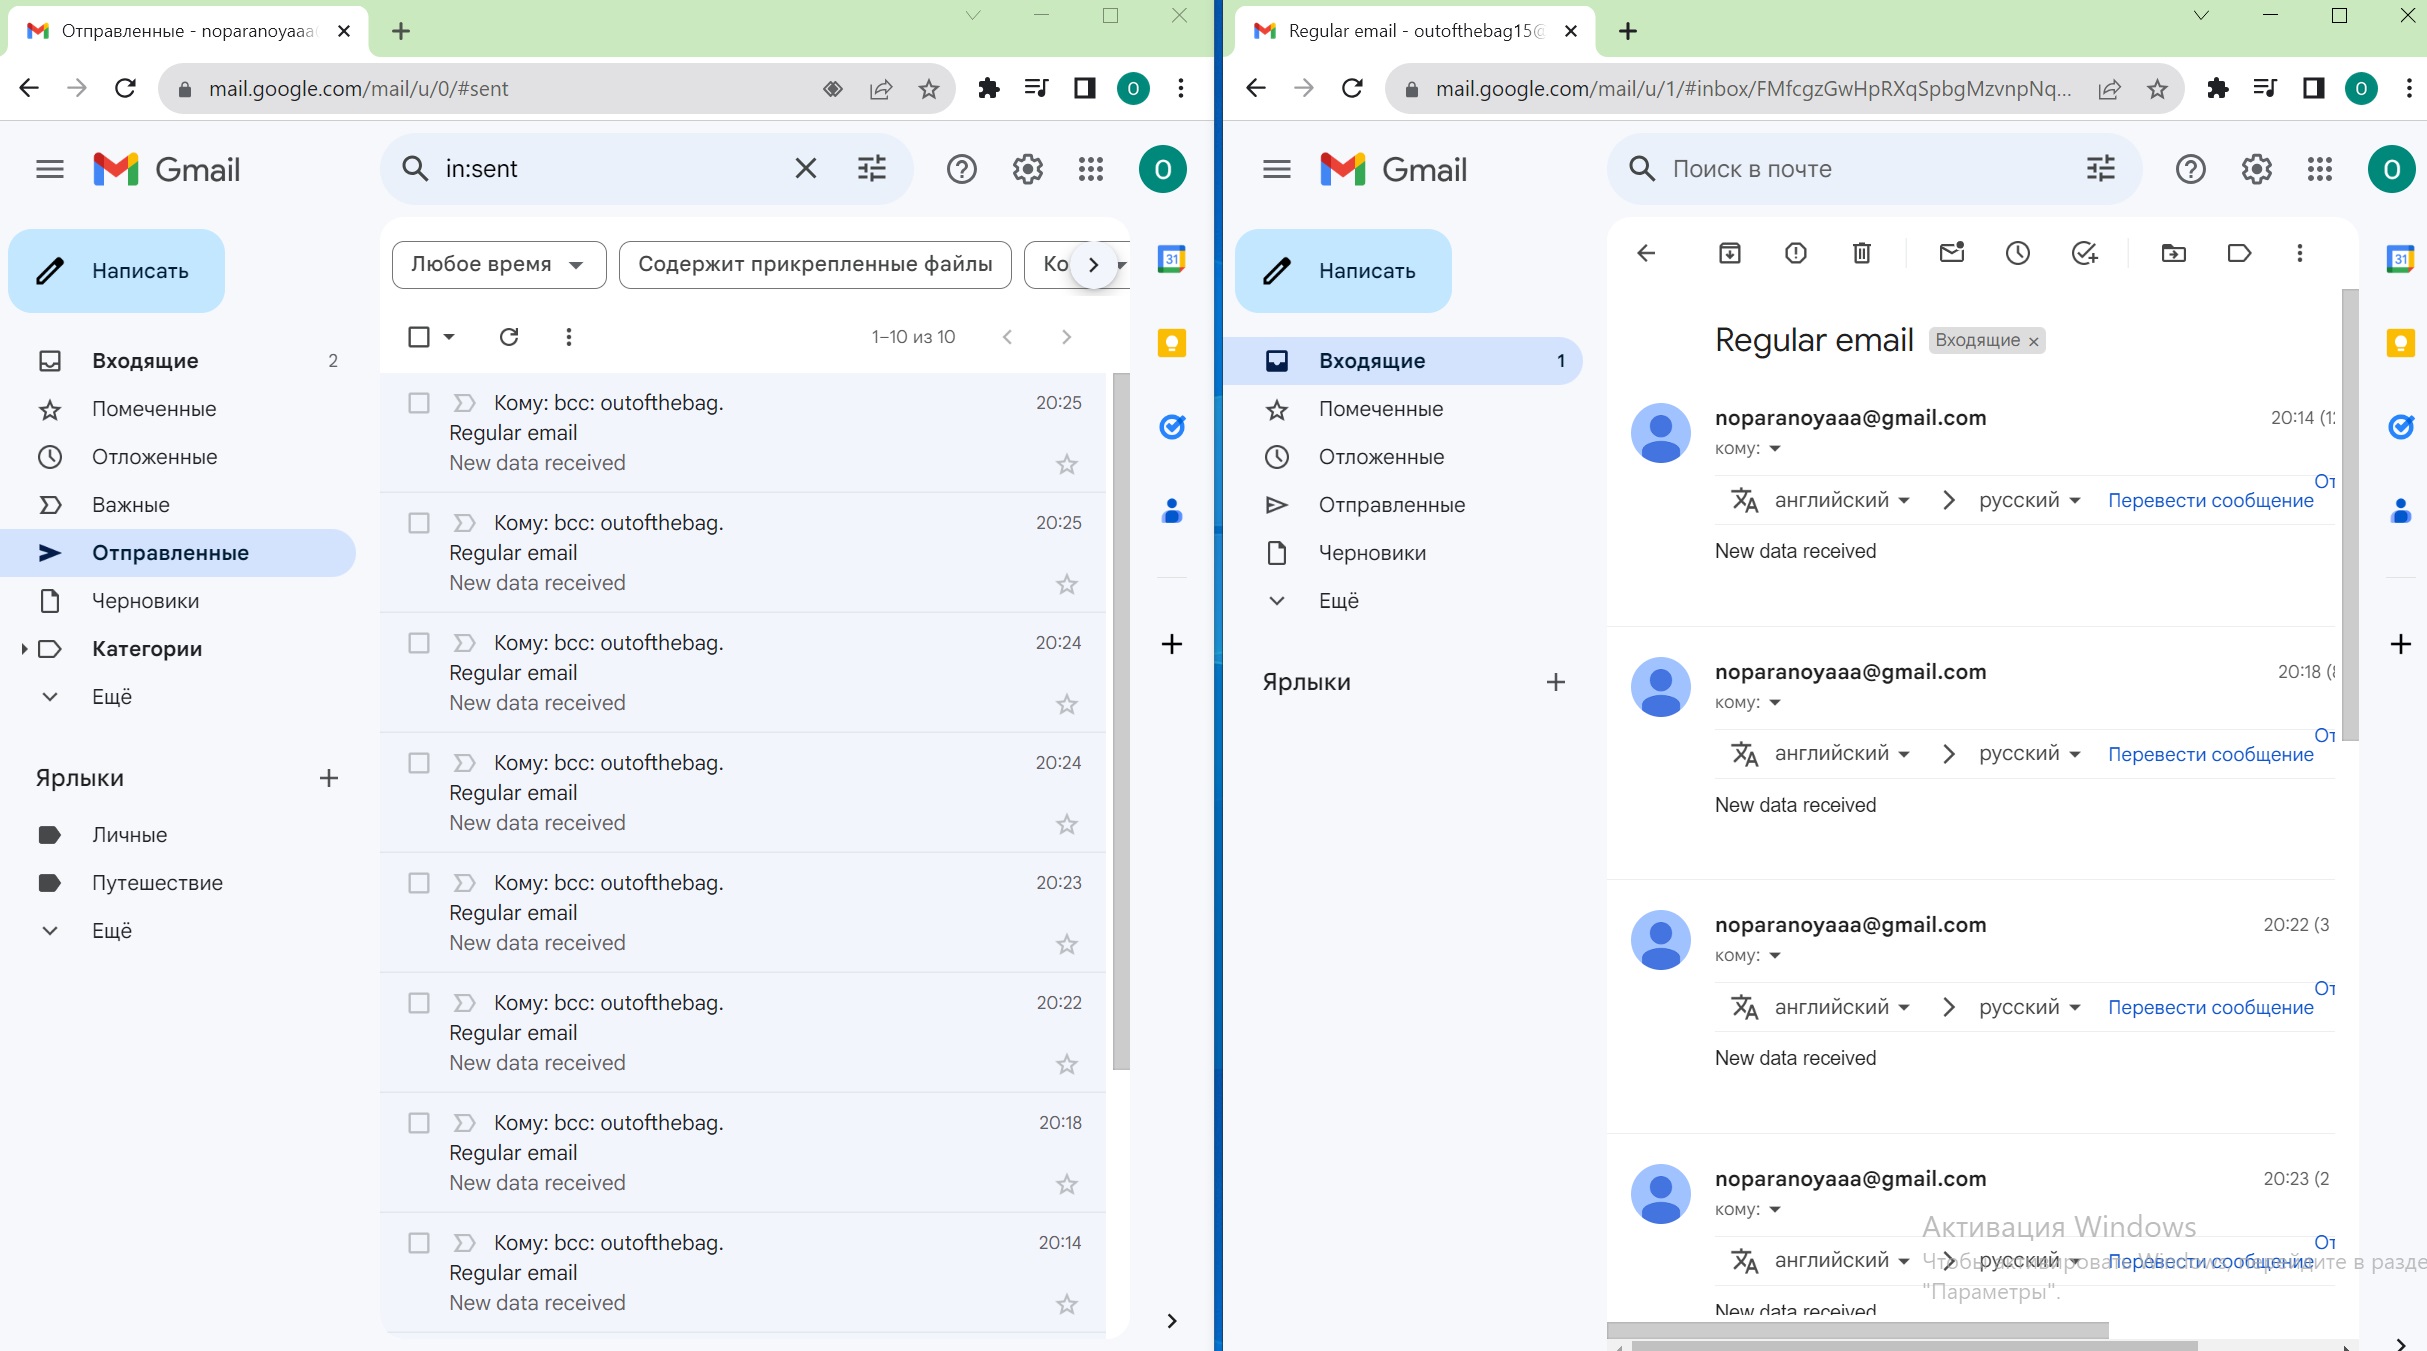 Отправленные - noparanoyaaa
mail.google.com/mail/u/0/#sent
O
Gmail
in:sent
O
Написать
Входящие 2
Помеченные
Отложенные
Важные
Отправленные
Черновики
Категории
Ещё
Ярлыки
Личные
Путешествие
Ещё
Любое время
Содержит прикрепленные файлы
Ко
1–10 из 10
Кому: bcc: outofthebag. 20:25
Regular email
New data received
Кому: bcc: outofthebag. 20:25
Regular email
New data received
Кому: bcc: outofthebag. 20:24
Regular email
New data received
Кому: bcc: outofthebag. 20:24
Regular email
New data received
Кому: bcc: outofthebag. 20:23
Regular email
New data received
Кому: bcc: outofthebag. 20:22
Regular email
New data received
Кому: bcc: outofthebag. 20:18
Regular email
New data received
Кому: bcc: outofthebag. 20:14
Regular email
New data received
31
Regular email - outofthebag15@
mail.google.com/mail/u/1/#inbox/FMfcgzGwHpRXqSpbgMzvnpNq...
O
Gmail
Поиск в почте
O
Написать
Входящие 1
Помеченные
Отложенные
Отправленные
Черновики
Ещё
Ярлыки
Regular email Входящие ×
noparanoyaaa@gmail.com 20:14 (12
кому:
английский русский Перевести сообщение От
New data received
noparanoyaaa@gmail.com 20:18 (8
кому:
английский русский Перевести сообщение От
New data received
noparanoyaaa@gmail.com 20:22 (3
кому:
английский русский Перевести сообщение От
New data received
noparanoyaaa@gmail.com 20:23 (2
кому:
английский русский Перевести сообщение От
New data received
31
Активация Windows
Чтобы активировать Windows, перейдите в разде
"Параметры".